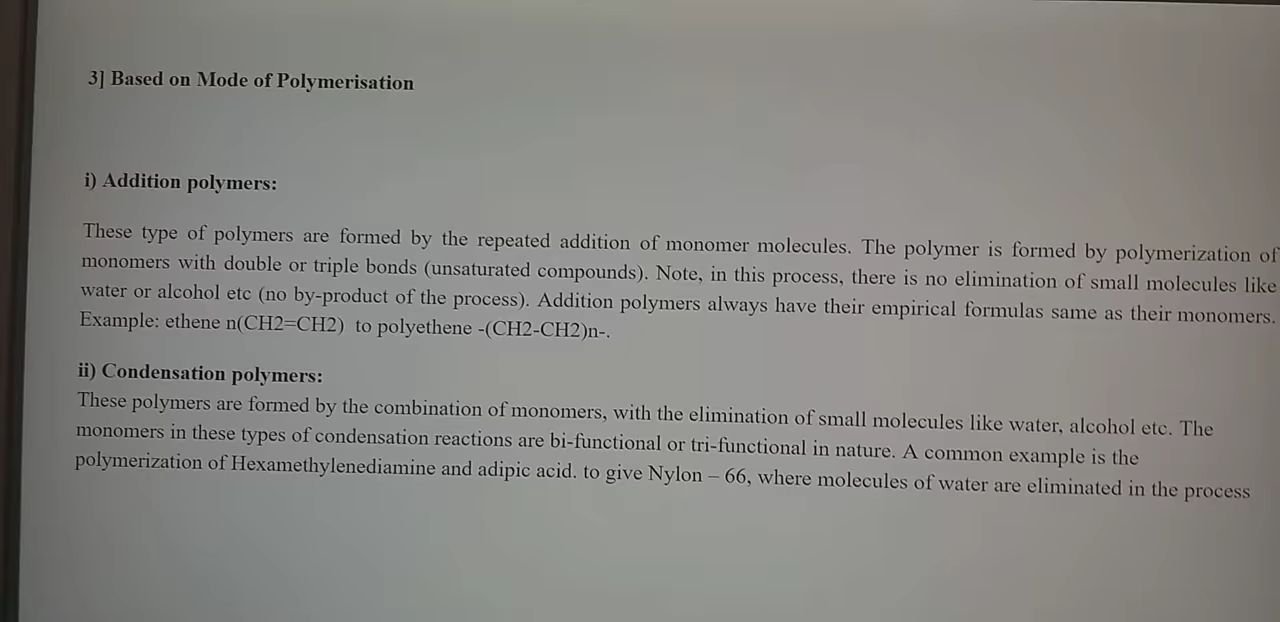 3] Based on Mode of Polymerisation
i) Addition polymers:
These type of polymers are formed by the repeated addition of monomer molecules. The polymer is formed by polymerization of
monomers with double or triple bonds (unsaturated compounds). Note, in this process, there is no elimination of small molecules like
water or alcohol etc (no by-product of the process). Addition polymers always have their empirical formulas same as their monomers.
Example: ethene n(CH2=CH2) to polyethene -(CH2-CH2)n-.
ii) Condensation polymers:
These polymers are formed by the combination of monomers, with the elimination of small molecules like water, alcohol etc. The
monomers in these types of condensation reactions are bi-functional or tri-functional in nature. A common example is the
polymerization of Hexamethylenediamine and adipic acid. to give Nylon – 66, where molecules of water are eliminated in the process